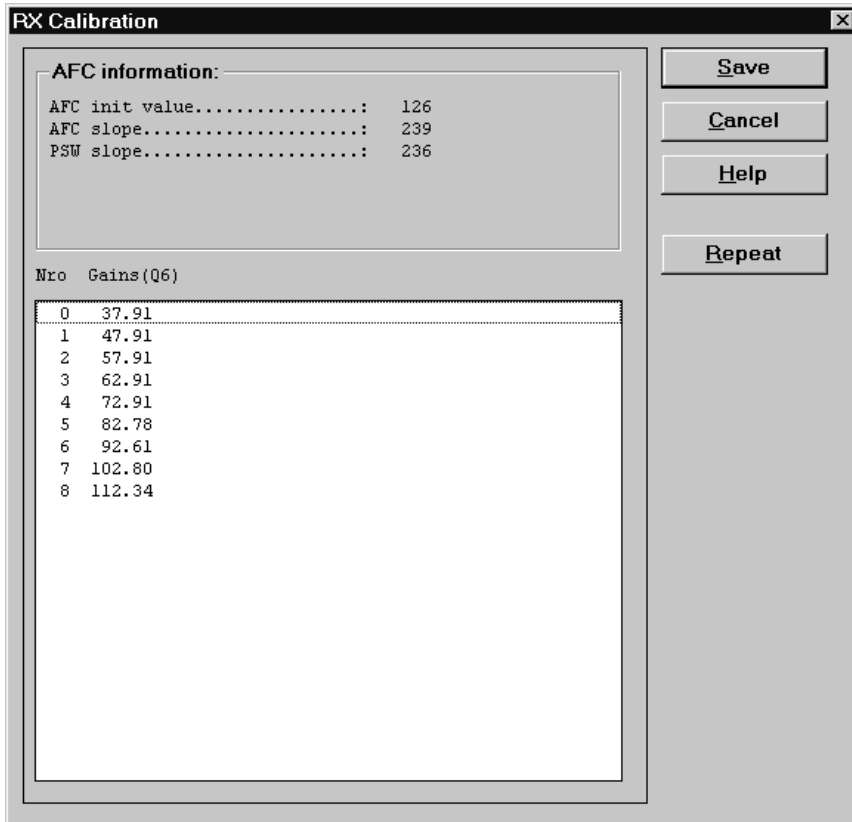 RX Calibration
AFC information:
AFC init value................: 126
AFC slope.....................: 239
PSW slope.....................: 236
Nro Gains(Q6)
0 37.91
1 47.91
2 57.91
3 62.91
4 72.91
5 82.78
6 92.61
7 102.80
8 112.34
Save
Cancel
Help
Repeat